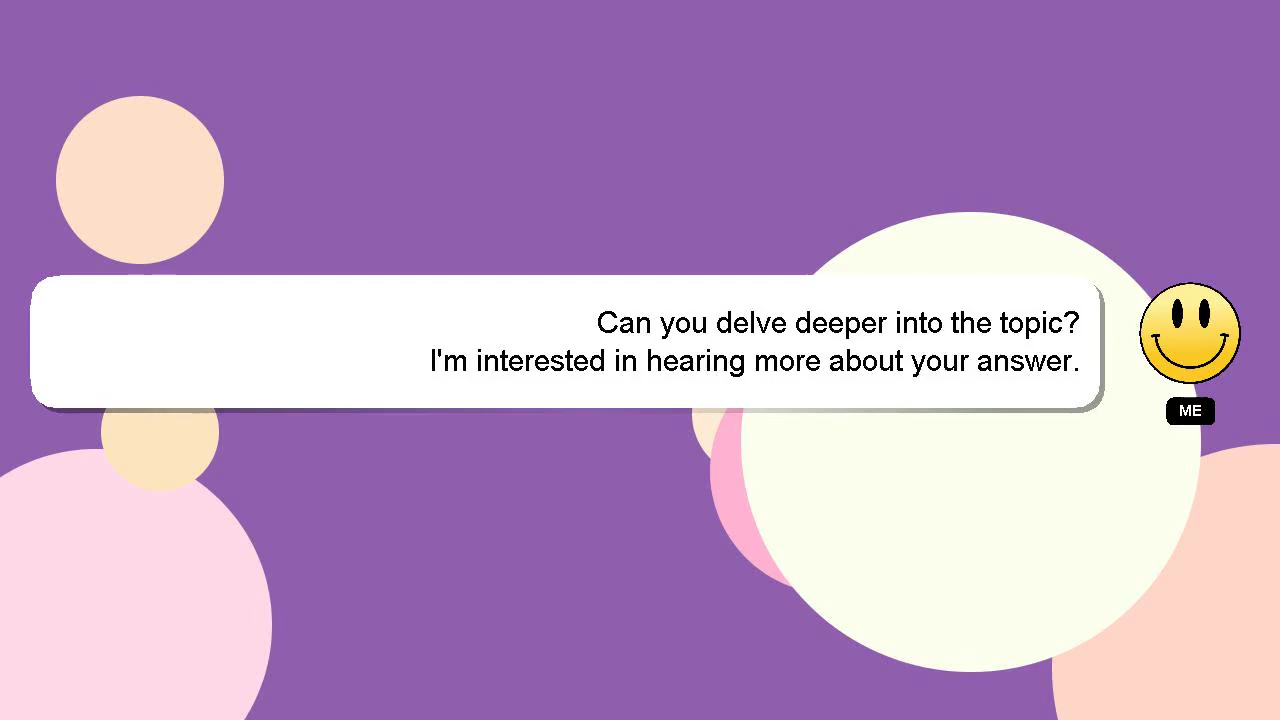 Can you delve deeper into the topic?
I'm interested in hearing more about your answer.
ME